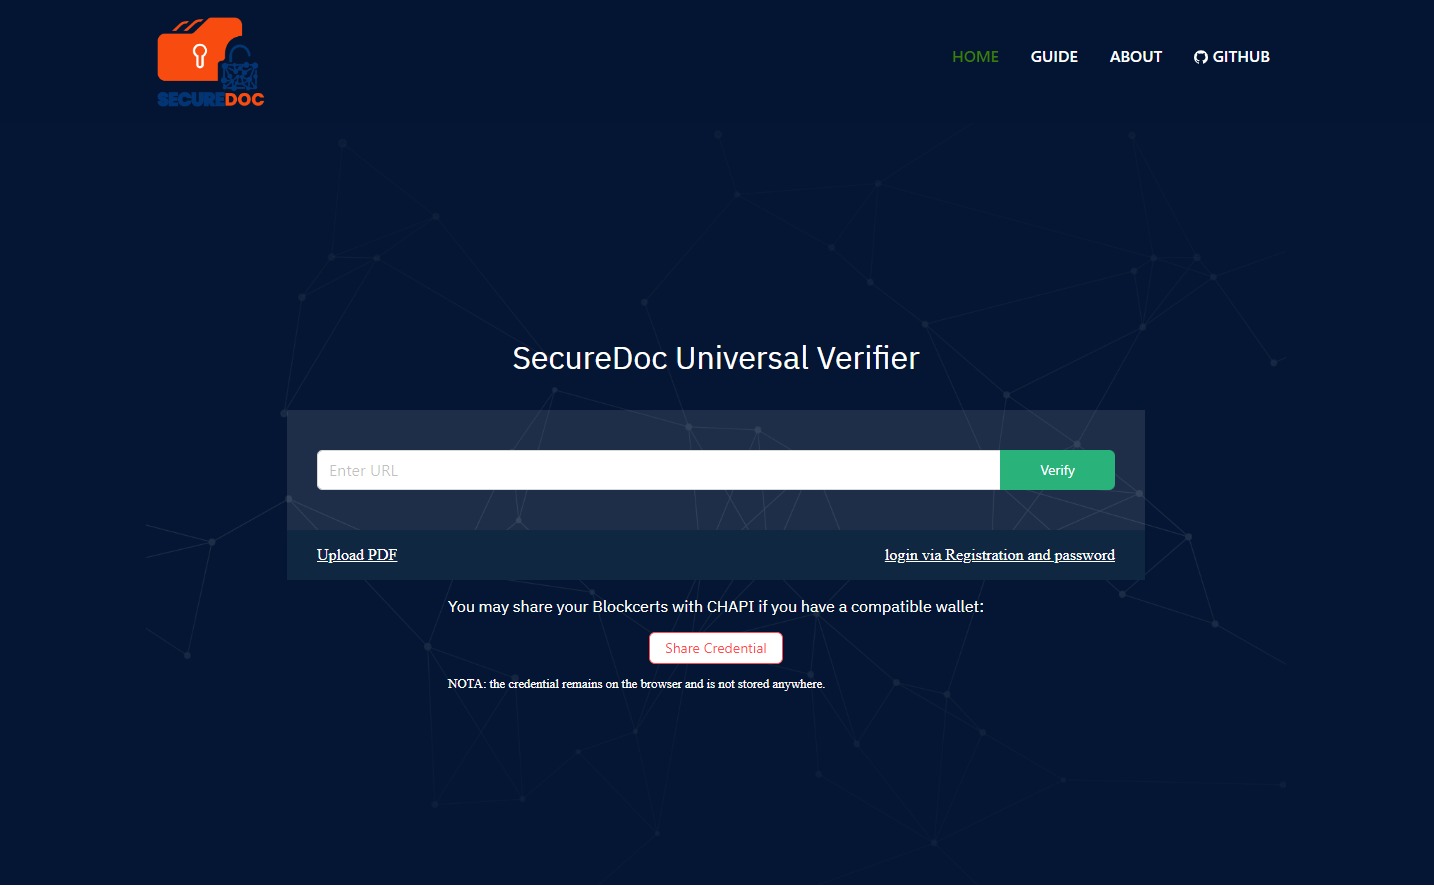 SECUREDOC
HOME GUIDE ABOUT GITHUB
SecureDoc Universal Verifier
Enter URL Verify
Upload PDF login via Registration and password
You may share your Blockcerts with CHAPI if you have a compatible wallet:
Share Credential
NOTA: the credential remains on the browser and is not stored anywhere.